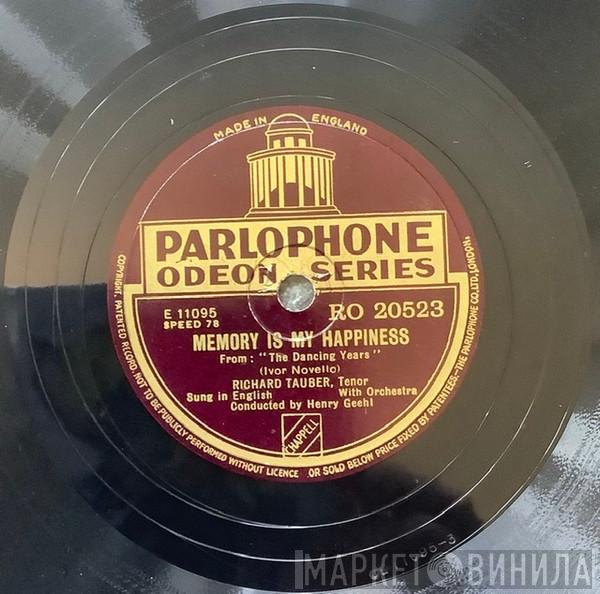 MADE IN ENGLAND
PARLOPHONE
ODEON SERIES
E 11095
SPEED 78
RO 20523
MEMORY IS MY HAPPINESS
From: "The Dancing Years"
(Ivor Novello)
RICHARD TAUBER, Tenor
Sung in English With Orchestra
Conducted by Henry Geehl
CHAPPELL
COPYRIGHT, PATENTED RECORD, NOT TO BE PUBLICLY PERFORMED WITHOUT LICENCE .OR SOLD BELOW PRICE FIXED BY PATENTEES-THE PARLOPHONE CO.LTD,LONDON.
МАРКЕТ ВИНИЛА